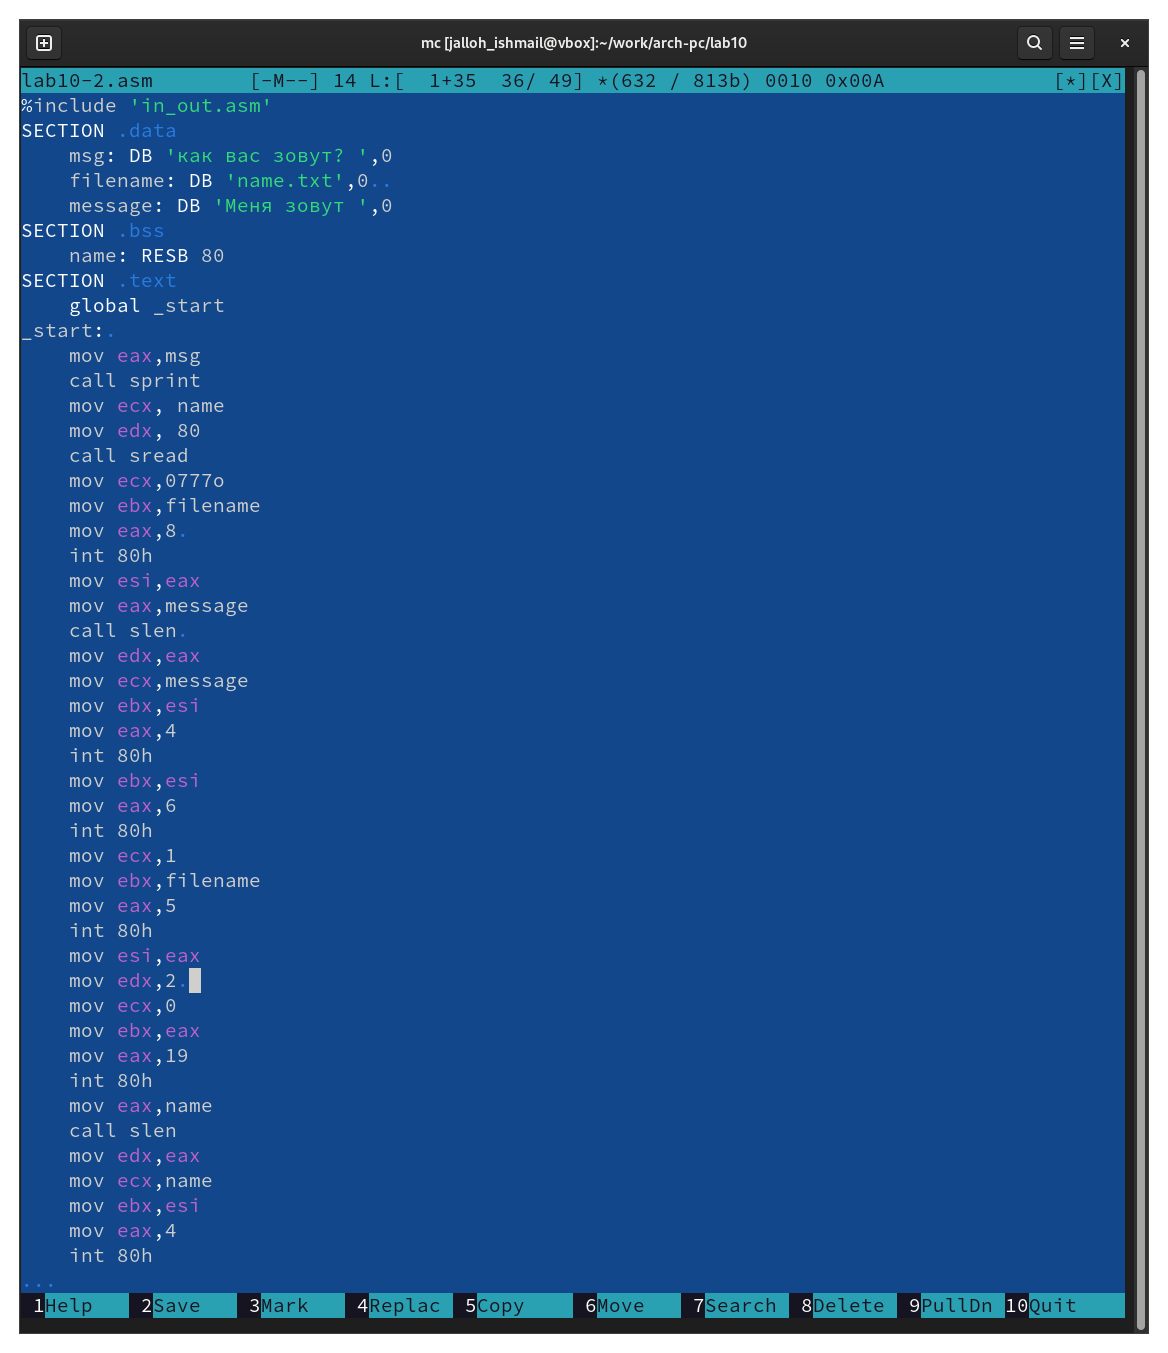 mc [jalloh_ishmail@vbox]:~/work/arch-pc/lab10
lab10-2.asm [-M--] 14 L:[ 1+35 36/ 49] *(632 / 813b) 0010 0x00A [*][X]
%include 'in_out.asm'
SECTION .data
msg: DB 'как вас зовут? ',0
filename: DB 'name.txt',0..
message: DB 'Меня зовут ',0
SECTION .bss
name: RESB 80
SECTION .text
global _start
_start:.
mov eax,msg
call sprint
mov ecx, name
mov edx, 80
call sread
mov ecx,0777o
mov ebx,filename
mov eax,8.
int 80h
mov esi,eax
mov eax,message
call slen.
mov edx,eax
mov ecx,message
mov ebx,esi
mov eax,4
int 80h
mov ebx,esi
mov eax,6
int 80h
mov ecx,1
mov ebx,filename
mov eax,5
int 80h
mov esi,eax
mov edx,2.
mov ecx,0
mov ebx,eax
mov eax,19
int 80h
mov eax,name
call slen
mov edx,eax
mov ecx,name
mov ebx,esi
mov eax,4
int 80h
...
1Help 2Save 3Mark 4Replac 5Copy 6Move 7Search 8Delete 9PullDn 10Quit